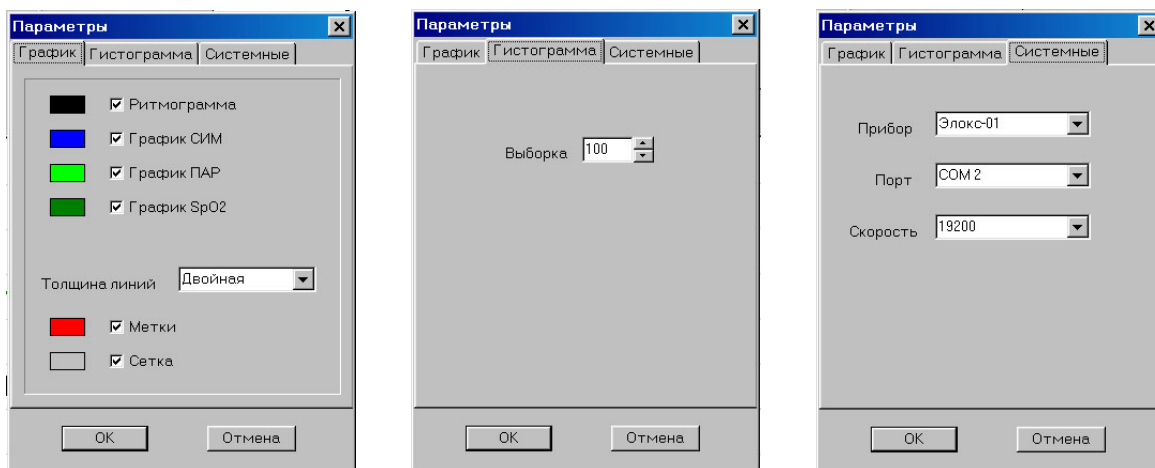 Параметры
График Гистограмма Системные
Ритмограмма
График СИМ
График ПАР
График SpO2
Толщина линий Двойная
Метки
Сетка
OK Отмена
Параметры
График Гистограмма Системные
Выборка 100
OK Отмена
Параметры
График Гистограмма Системные
Прибор Элокс-01
Порт COM 2
Скорость 19200
OK Отмена